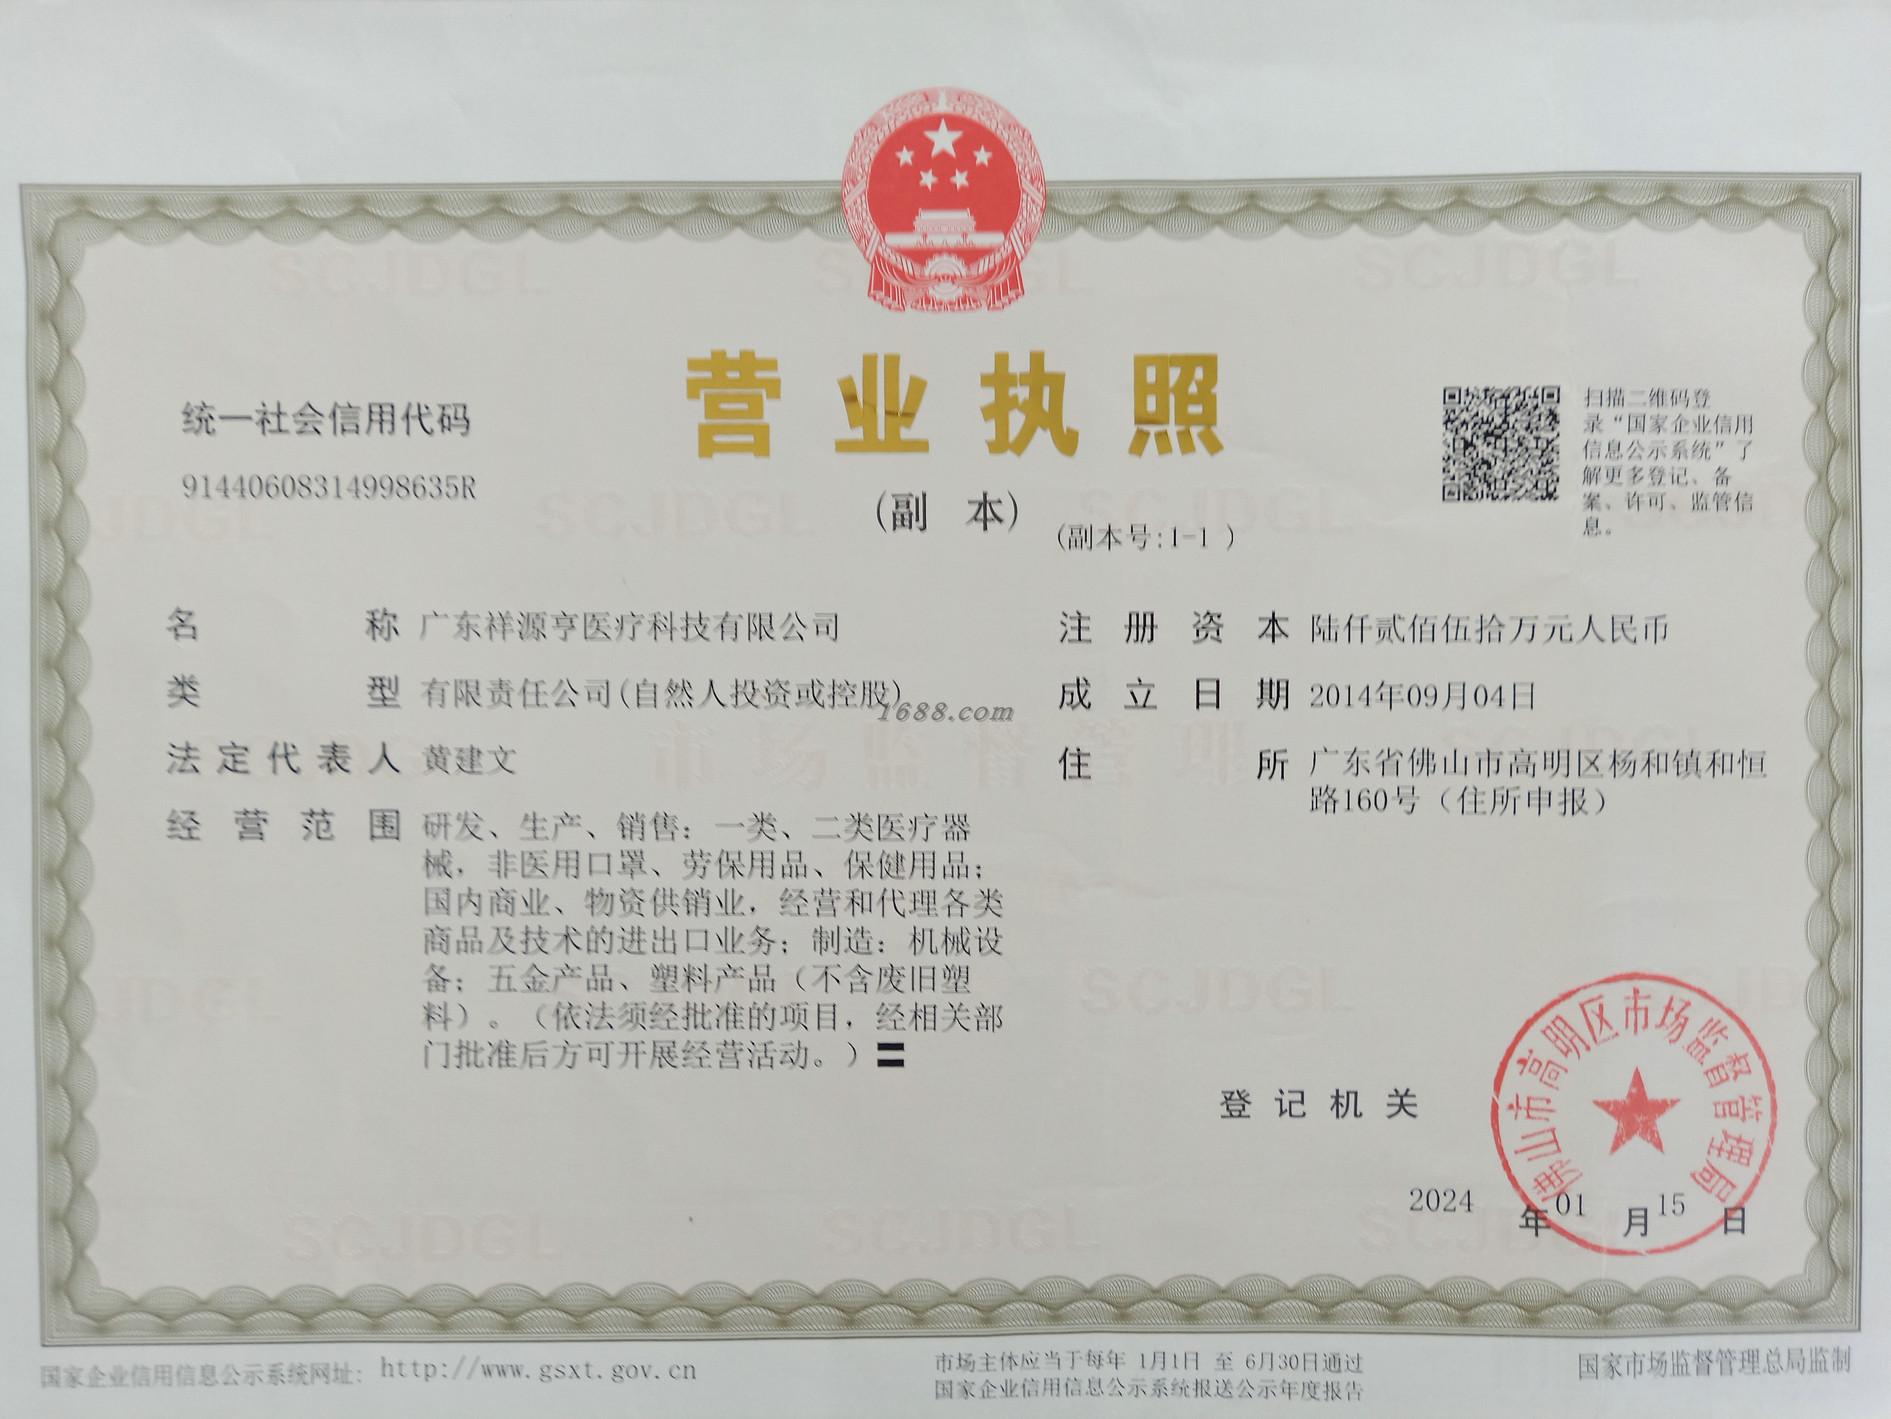 营业执照
(副 本)
(副本号:1-1 )
统一社会信用代码
91440608314998635R
扫描二维码登
录“国家企业信用
信息公示系统”了
解更多登记、备
案、许可、监管信
息。
名 称 广东祥源亨医疗科技有限公司
类 型 有限责任公司(自然人投资或控股)
1688.com
法定代表人 黄建文
经营范围 研发、生产、销售：一类、二类医疗器
械，非医用口罩、劳保用品、保健用品；
国内商业、物资供销业，经营和代理各类
商品及技术的进出口业务；制造：机械设
备；五金产品、塑料产品（不含废旧塑
料）。（依法须经批准的项目，经相关部
门批准后方可开展经营活动。）
注册资本 陆仟贰佰伍拾万元人民币
成立日期 2014年09月04日
住 所 广东省佛山市高明区杨和镇和恒
路160号（住所申报）
登记机关
佛山市高明区市场监督管理局
2024 年 01 月 15 日
国家企业信用信息公示系统网址: http://www.gsxt.gov.cn
市场主体应当于每年 1月1日 至 6月30日通过
国家企业信用信息公示系统报送公示年度报告
国家市场监督管理总局监制
SCJDGL
市场监督管理